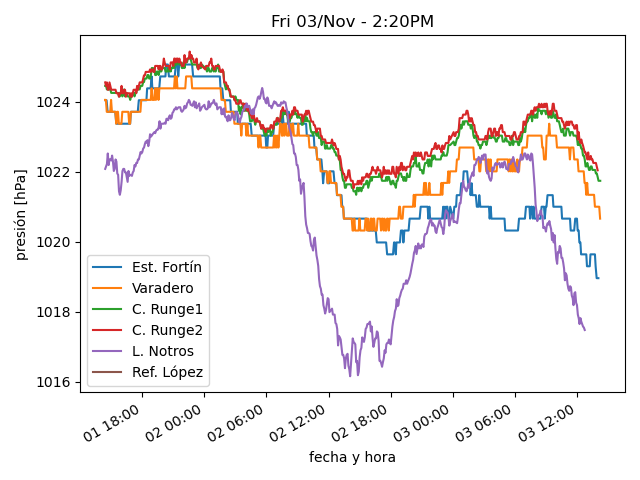 Fri 03/Nov - 2:20PM
presión [hPa]
1024
1022
1020
1018
1016
Est. Fortín
Varadero
C. Runge1
C. Runge2
L. Notros
Ref. López
01 18:00
02 00:00
02 06:00
02 12:00
02 18:00
03 00:00
03 06:00
03 12:00
fecha y hora